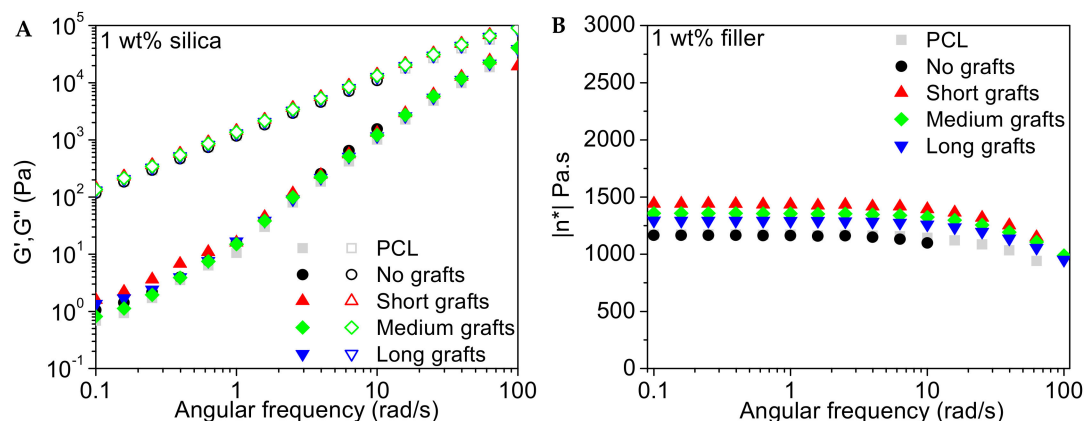 A
1 wt% silica
G',G'' (Pa)
10^5
10^4
10^3
10^2
10^1
10^0
10^-1
PCL
No grafts
Short grafts
Medium grafts
Long grafts
0.1
1
10
100
Angular frequency (rad/s)
B
1 wt% filler
|n*| Pa.s
3000
2500
2000
1500
1000
500
0
PCL
No grafts
Short grafts
Medium grafts
Long grafts
0.1
1
10
100
Angular frequency (rad/s)